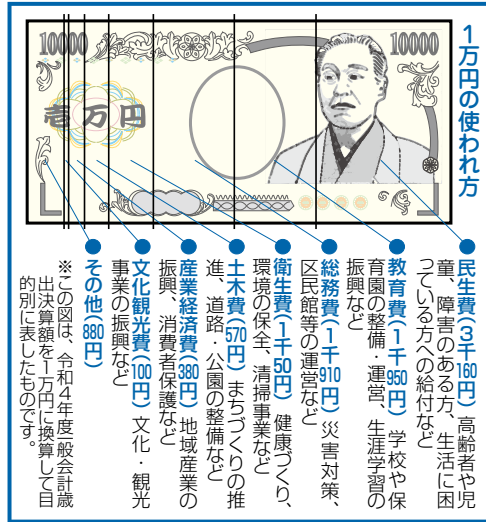 1万円の使われ方
10000
10000
壱万円
民生費(3千160円) 高齢者や児
童、障害のある方、生活に困
っている方への給付など
教育費(1千950円) 学校や保
育園の整備・運営、生涯学習の
振興など
総務費(1千910円) 災害対策、
区民館等の運営など
衛生費(1千50円) 健康づくり、
環境の保全、清掃事業など
土木費(570円) まちづくりの推
進、道路・公園の整備など
産業経済費(380円) 地域産業の
振興、消費者保護など
文化観光費(100円) 文化・観光
事業の振興など
その他(880円)
※この図は、令和4年度一般会計歳
出決算額を1万円に換算して目
的別に表したものです。